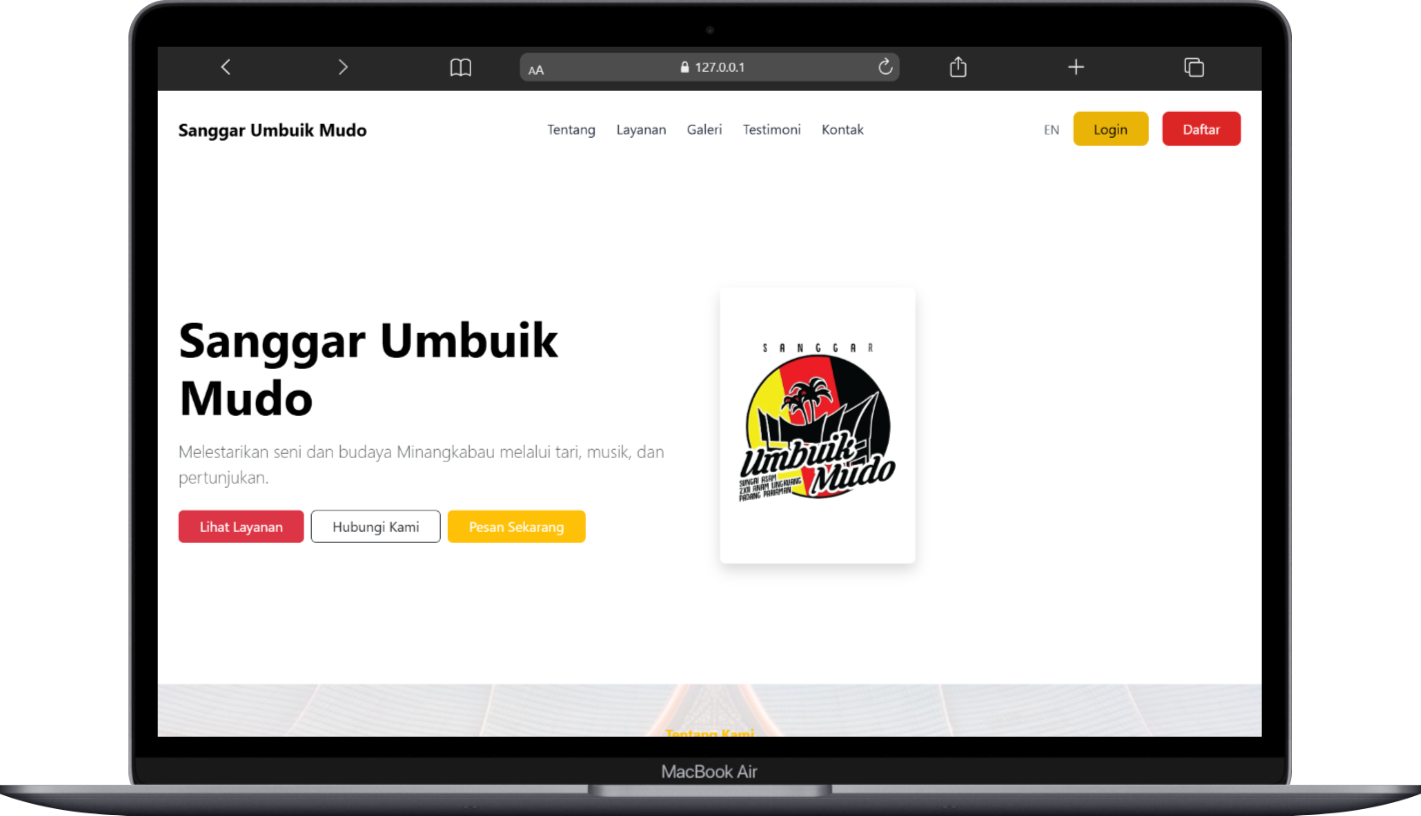 AA
127.0.0.1
Sanggar Umbuik Mudo
Tentang Layanan Galeri Testimoni Kontak
EN Login Daftar
Sanggar Umbuik
Mudo
Melestarikan seni dan budaya Minangkabau melalui tari, musik, dan
pertunjukan.
Lihat Layanan Hubungi Kami Pesan Sekarang
SANGGAR
Umbuik
Mudo
SUNGAI ASAM
2X11 ANAM LINGKUANG
PADANG PARIAMAN
Tentang Kami
MacBook Air